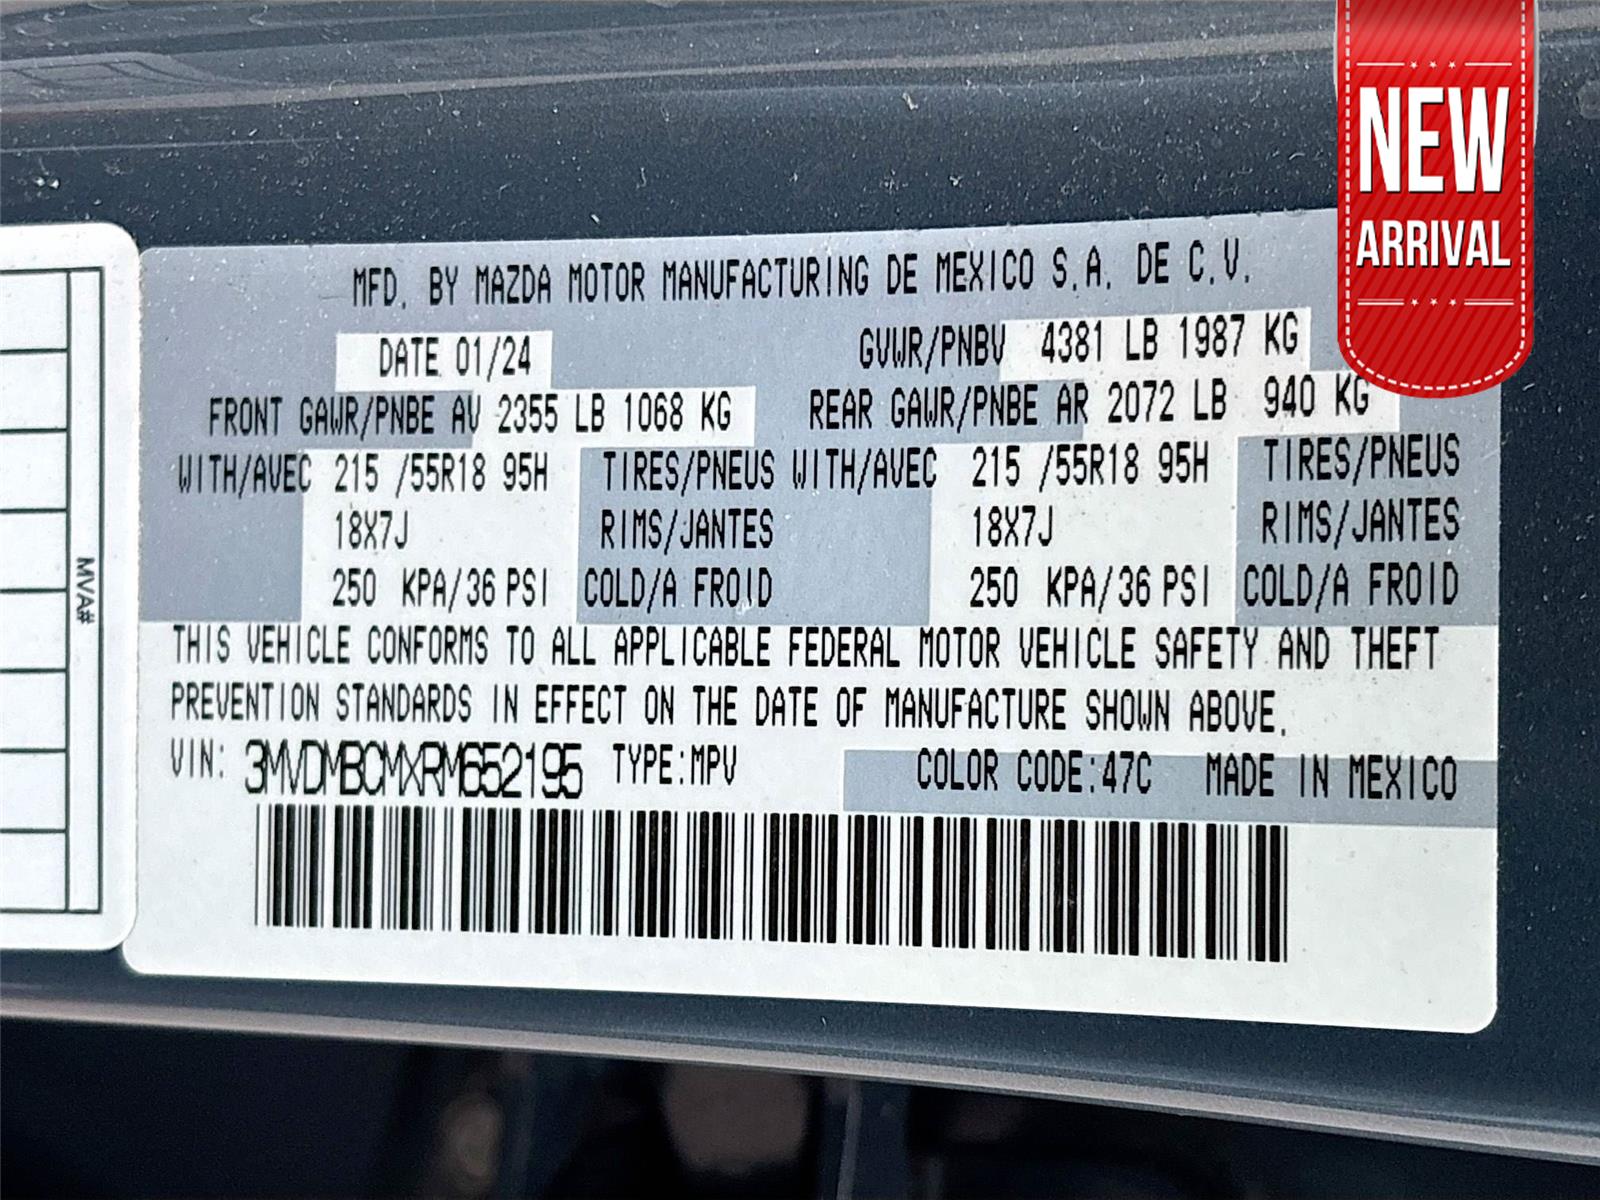 NEW
ARRIVAL
MFD. BY MAZDA MOTOR MANUFACTURING DE MEXICO S.A. DE C.V.
DATE 01/24 GVWR/PNBV 4381 LB 1987 KG
FRONT GAWR/PNBE AV 2355 LB 1068 KG REAR GAWR/PNBE AR 2072 LB 940 KG
WITH/AVEC 215 /55R18 95H TIRES/PNEUS WITH/AVEC 215 /55R18 95H TIRES/PNEUS
18X7J RIMS/JANTES 18X7J RIMS/JANTES
250 KPA/36 PSI COLD/A FROID 250 KPA/36 PSI COLD/A FROID
THIS VEHICLE CONFORMS TO ALL APPLICABLE FEDERAL MOTOR VEHICLE SAFETY AND THEFT
PREVENTION STANDARDS IN EFFECT ON THE DATE OF MANUFACTURE SHOWN ABOVE.
VIN: 3MVDMBCMXRM652195 TYPE:MPV COLOR CODE:47C MADE IN MEXICO
MVA#